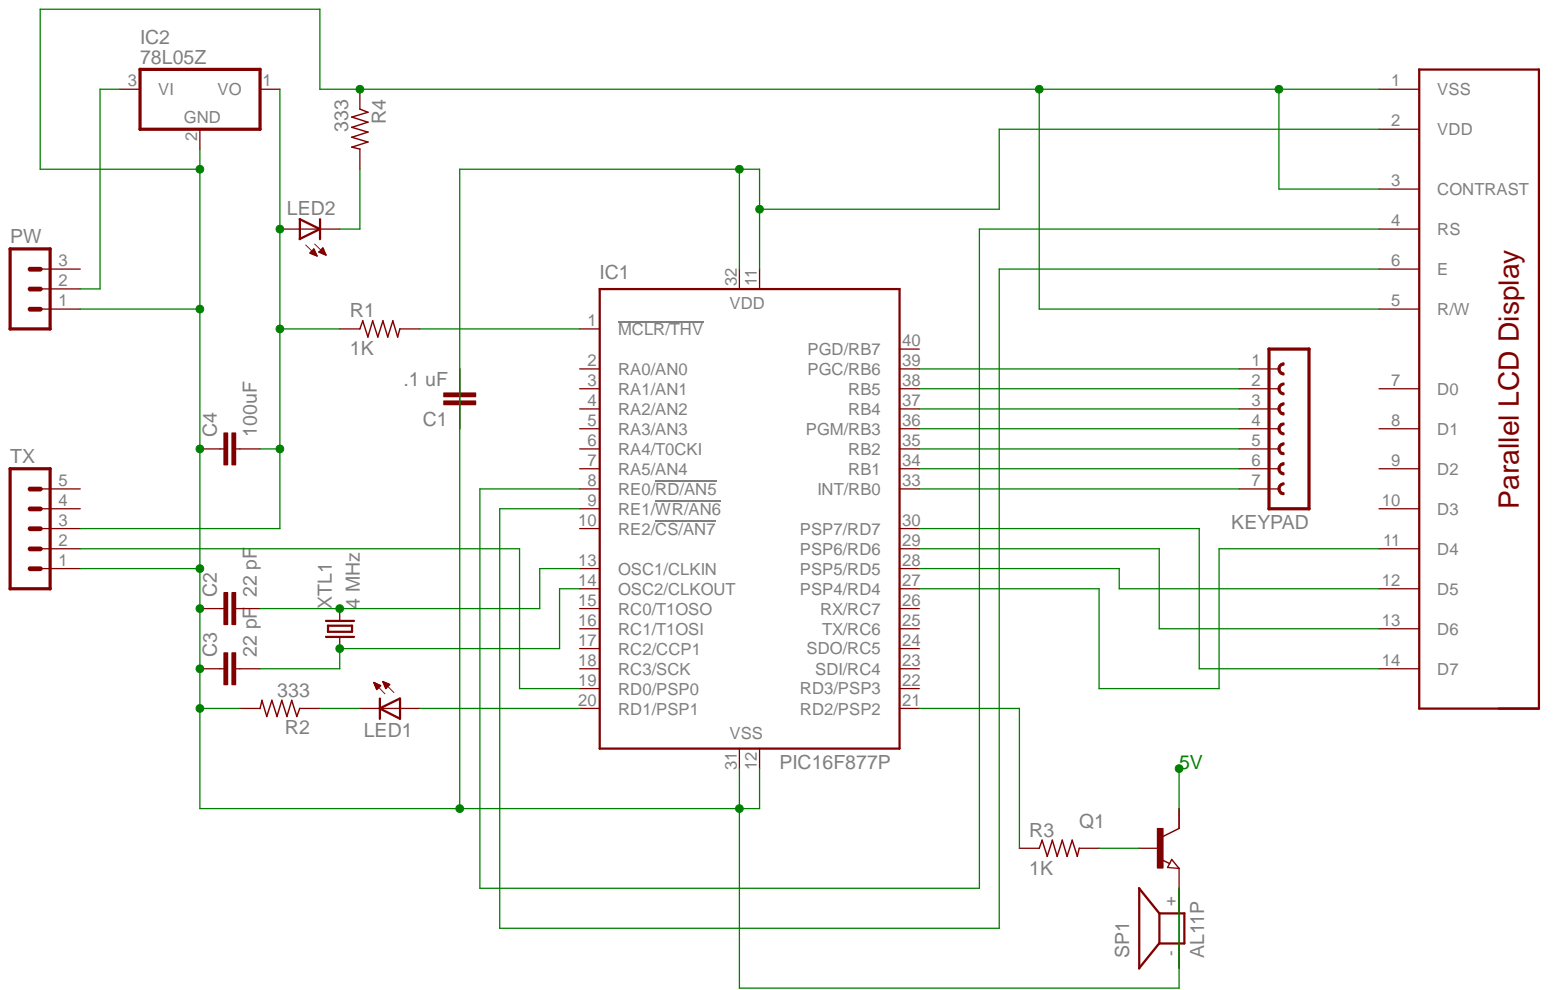 IC2
78L05Z
3 VI VO 1
GND
2
333
R4
LED2
PW
3
2
1
R1
1K
.1 uF
C1
C4
100uF
TX
5
4
3
2
1
C2
22 pF
C3
22 pF
XTL1
4 MHz
333
R2
LED1
IC1
32
11
VDD
1 MCLR/THV
2 RA0/AN0
3 RA1/AN1
4 RA2/AN2
5 RA3/AN3
6 RA4/T0CKI
7 RA5/AN4
8 RE0/RD/AN5
9 RE1/WR/AN6
10 RE2/CS/AN7
13 OSC1/CLKIN
14 OSC2/CLKOUT
15 RC0/T1OSO
16 RC1/T1OSI
17 RC2/CCP1
18 RC3/SCK
19 RD0/PSP0
20 RD1/PSP1
PGD/RB7 40
PGC/RB6 39
RB5 38
RB4 37
PGM/RB3 36
RB2 35
RB1 34
INT/RB0 33
PSP7/RD7 30
PSP6/RD6 29
PSP5/RD5 28
PSP4/RD4 27
RX/RC7 26
TX/RC6 25
SDO/RC5 24
SDI/RC4 23
RD3/PSP3 22
RD2/PSP2 21
VSS
31
12
PIC16F877P
1
2
3
4
5
6
7
KEYPAD
1 VSS
2 VDD
3 CONTRAST
4 RS
6 E
5 R/W
7 D0
8 D1
9 D2
10 D3
11 D4
12 D5
13 D6
14 D7
Parallel LCD Display
5V
R3
1K
Q1
SP1
+
-
AL11P